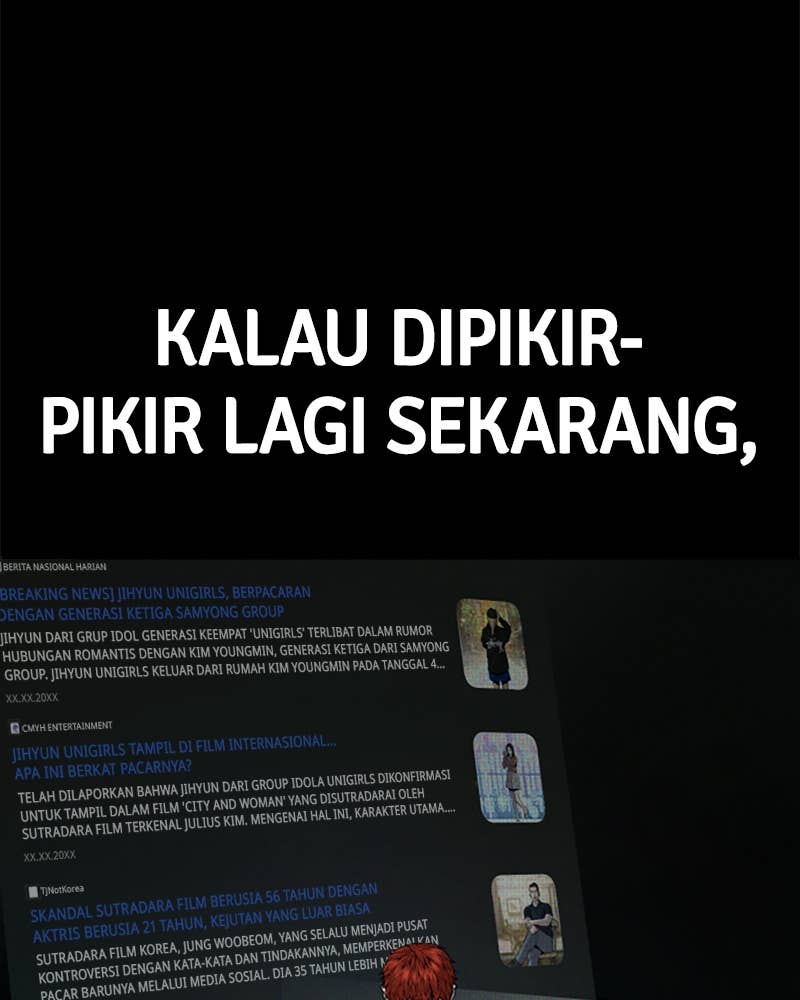 KALAU DIPIKIR-
PIKIR LAGI SEKARANG,
BERITA NASIONAL HARIAN
BREAKING NEWS] JIHYUN UNIGIRLS, BERPACARAN
DENGAN GENERASI KETIGA SAMYONG GROUP
JIHYUN DARI GRUP IDOL GENERASI KEEMPAT 'UNIGIRLS' TERLIBAT DALAM RUMOR
HUBUNGAN ROMANTIS DENGAN KIM YOUNGMIN, GENERASI KETIGA DARI SAMYONG
GROUP. JIHYUN UNIGIRLS KELUAR DARI RUMAH KIM YOUNGMIN PADA TANGGAL 4...
XX.XX.20XX
CMYH ENTERTAINMENT
JIHYUN UNIGIRLS TAMPIL DI FILM INTERNASIONAL...
APA INI BERKAT PACARNYA?
TELAH DILAPORKAN BAHWA JIHYUN DARI GROUP IDOLA UNIGIRLS DIKONFIRMASI
UNTUK TAMPIL DALAM FILM 'CITY AND WOMAN' YANG DISUTRADARAI OLEH
SUTRADARA FILM TERKENAL JULIUS KIM. MENGENAI HAL INI, KARAKTER UTAMA....
XX.XX.20XX
TJNotKorea
SKANDAL SUTRADARA FILM BERUSIA 56 TAHUN DENGAN
AKTRIS BERUSIA 21 TAHUN, KEJUTAN YANG LUAR BIASA
SUTRADARA FILM KOREA, JUNG WOOBEOM, YANG SELALU MENJADI PUSAT
KONTROVERSI DENGAN KATA-KATA DAN TINDAKANNYA, MEMPERKENALKAN
PACAR BARUNYA MELALUI MEDIA SOSIAL. DIA 35 TAHUN LEBIH